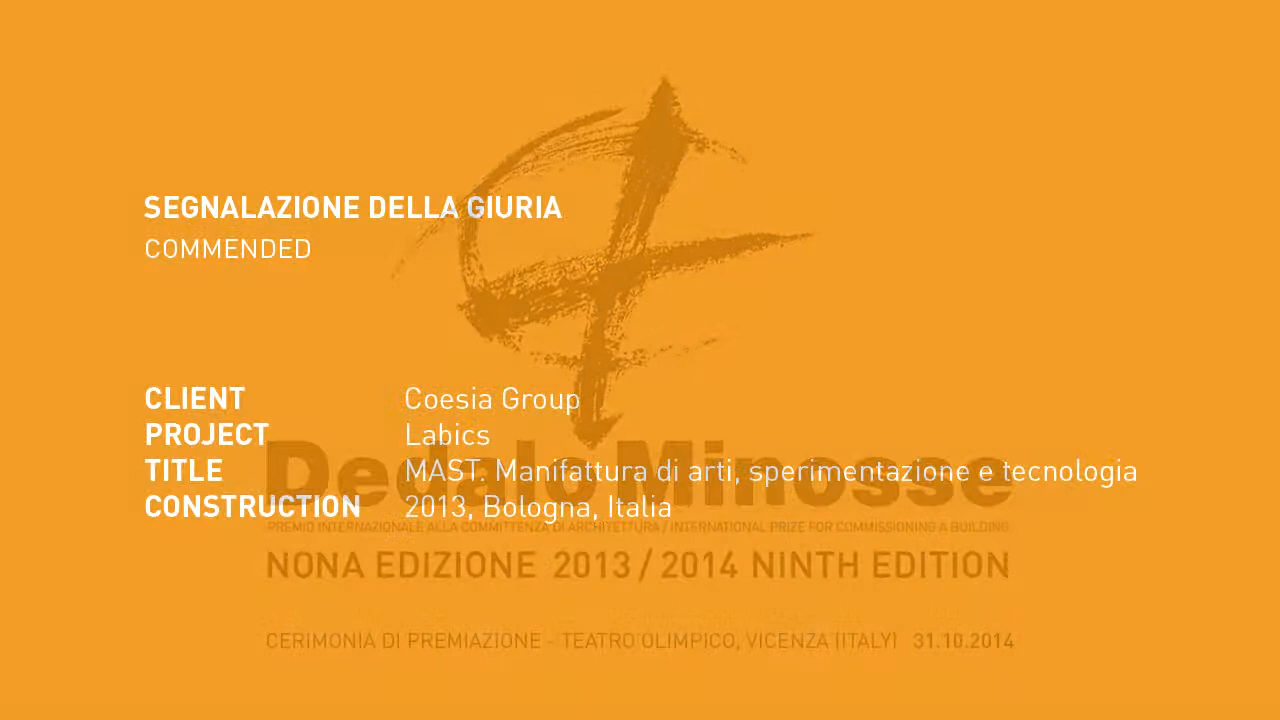 SEGNALAZIONE DELLA GIURIA
COMMENDED
CLIENT Coesia Group
PROJECT Labics
TITLE MAST. Manifattura di arti, sperimentazione e tecnologia
CONSTRUCTION 2013, Bologna, Italia
Dedalo Minosse
PREMIO INTERNAZIONALE ALLA COMMITTENZA DI ARCHITETTURA / INTERNATIONAL PRIZE FOR COMMISSIONING A BUILDING
NONA EDIZIONE 2013 / 2014 NINTH EDITION
CERIMONIA DI PREMIAZIONE - TEATRO OLIMPICO, VICENZA (ITALY) 31.10.2014